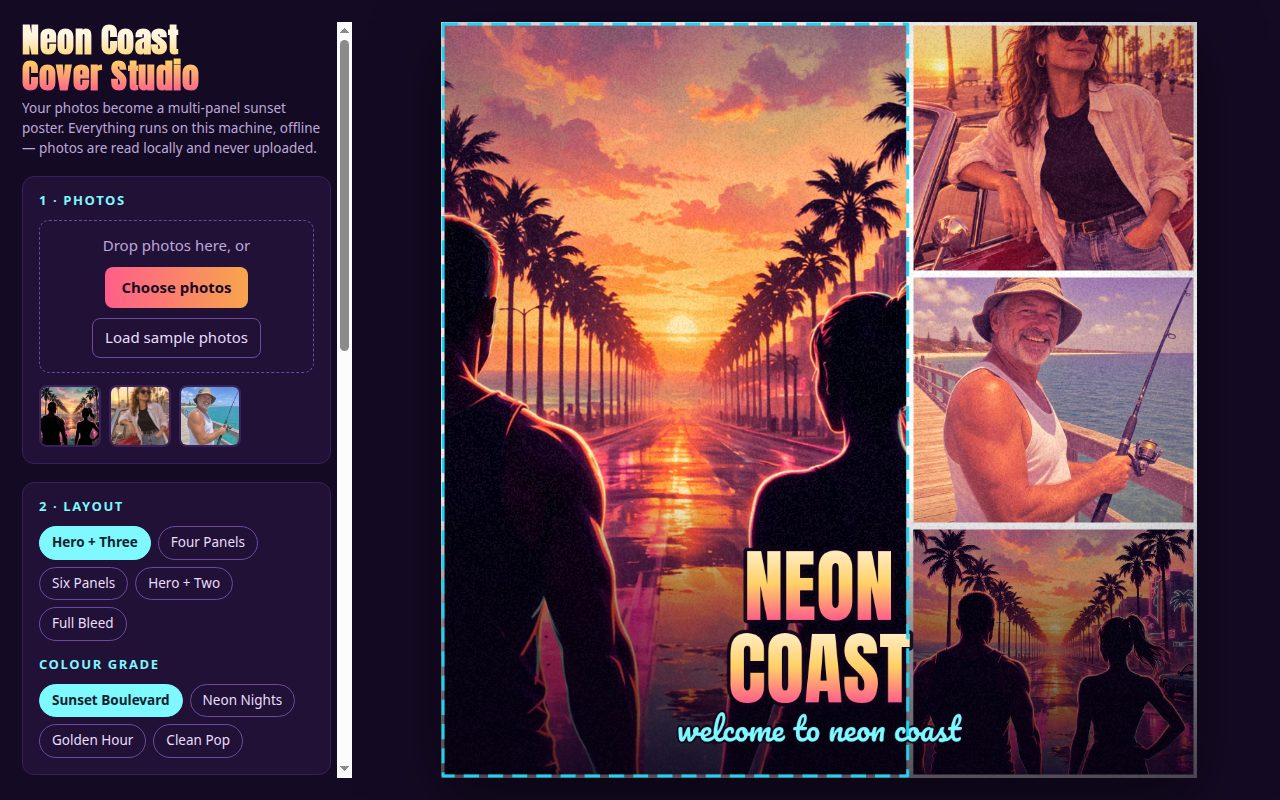 Neon Coast
Cover Studio
Your photos become a multi-panel sunset
poster. Everything runs on this machine, offline
— photos are read locally and never uploaded.
1 · PHOTOS
Drop photos here, or
Choose photos
Load sample photos
2 · LAYOUT
Hero + Three
Four Panels
Six Panels
Hero + Two
Full Bleed
COLOUR GRADE
Sunset Boulevard
Neon Nights
Golden Hour
Clean Pop
NEON
COAST
welcome to neon coast